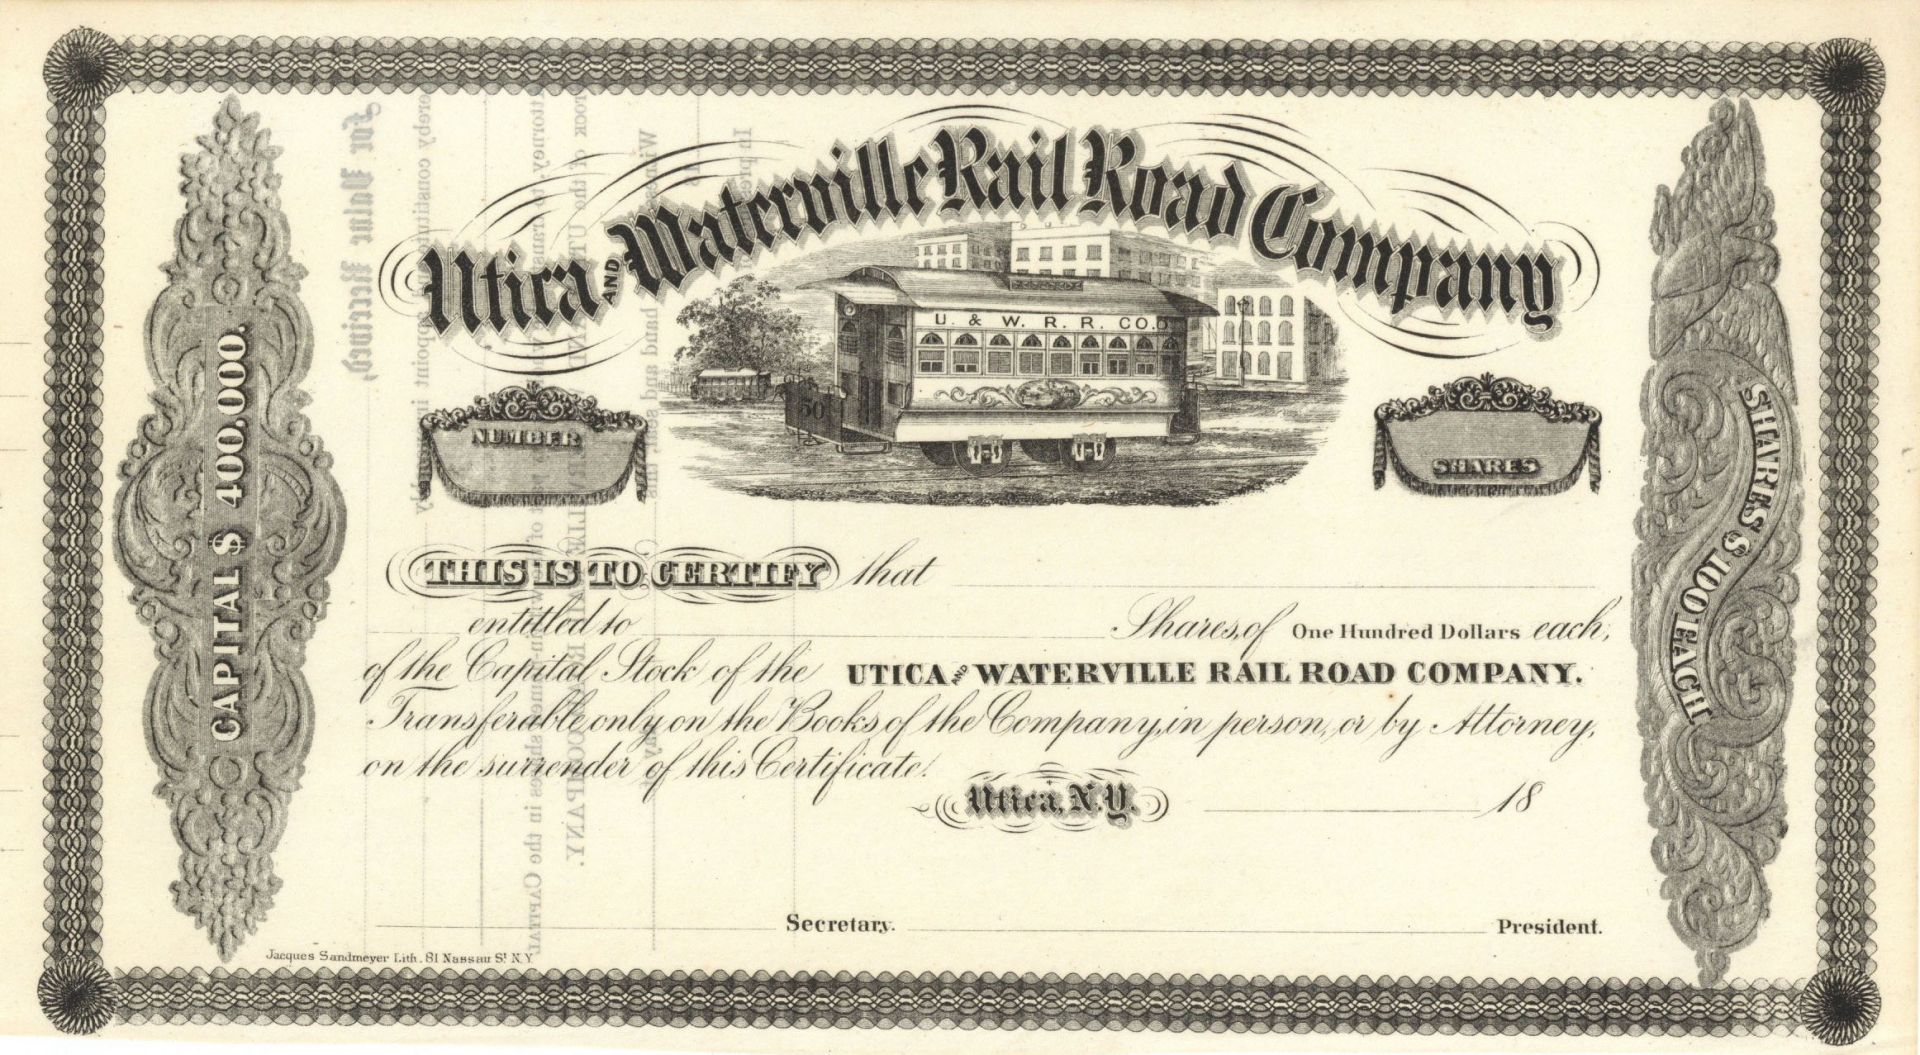 Utica AND Waterville Rail Road Company
U. & W. R. R. CO.
50
NUMBER
SHARES
CAPITAL $ 400.000.
SHARES $100 EACH
THIS IS TO CERTIFY that
entitled to Shares, of One Hundred Dollars each,
of the Capital Stock of the UTICA AND WATERVILLE RAIL ROAD COMPANY.
Transferable only on the Books of the Company, in person, or by Attorney,
on the surrender of this Certificate.
Utica, N.Y. 18
Secretary. President.
Jacques Sandmeyer Lith. 81 Nassau St N.Y.
For Value Received,